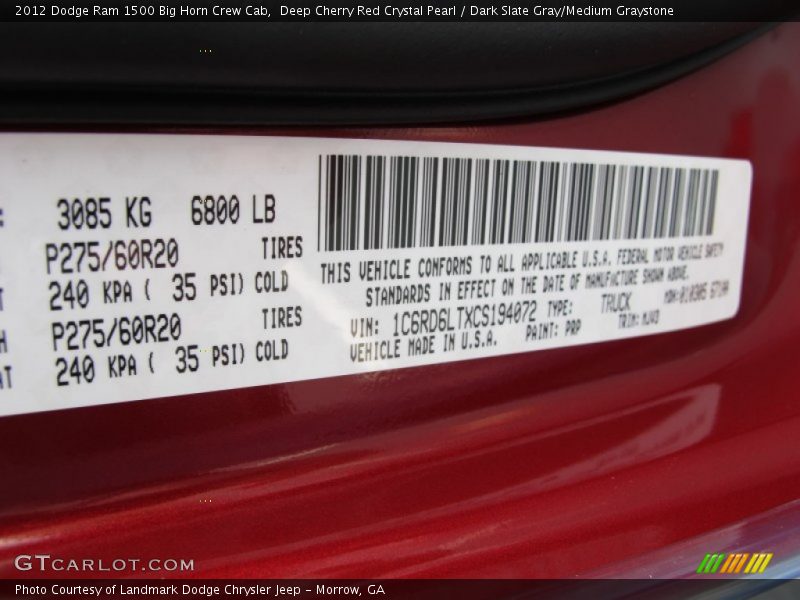 2012 Dodge Ram 1500 Big Horn Crew Cab,  Deep Cherry Red Crystal Pearl / Dark Slate Gray/Medium Graystone
3085 KG 6800 LB
P275/60R20 TIRES
240 KPA ( 35 PSI) COLD
P275/60R20 TIRES
240 KPA ( 35 PSI) COLD
THIS VEHICLE CONFORMS TO ALL APPLICABLE U.S.A. FEDERAL MOTOR VEHICLE SAFETY
STANDARDS IN EFFECT ON THE DATE OF MANUFACTURE SHOWN ABOVE.
VIN: 1C6RD6LTXCS194072 TYPE: TRUCK
VEHICLE MADE IN U.S.A. PAINT: PRP TRIM:
GTCARLOT.COM
Photo Courtesy of Landmark Dodge Chrysler Jeep - Morrow, GA